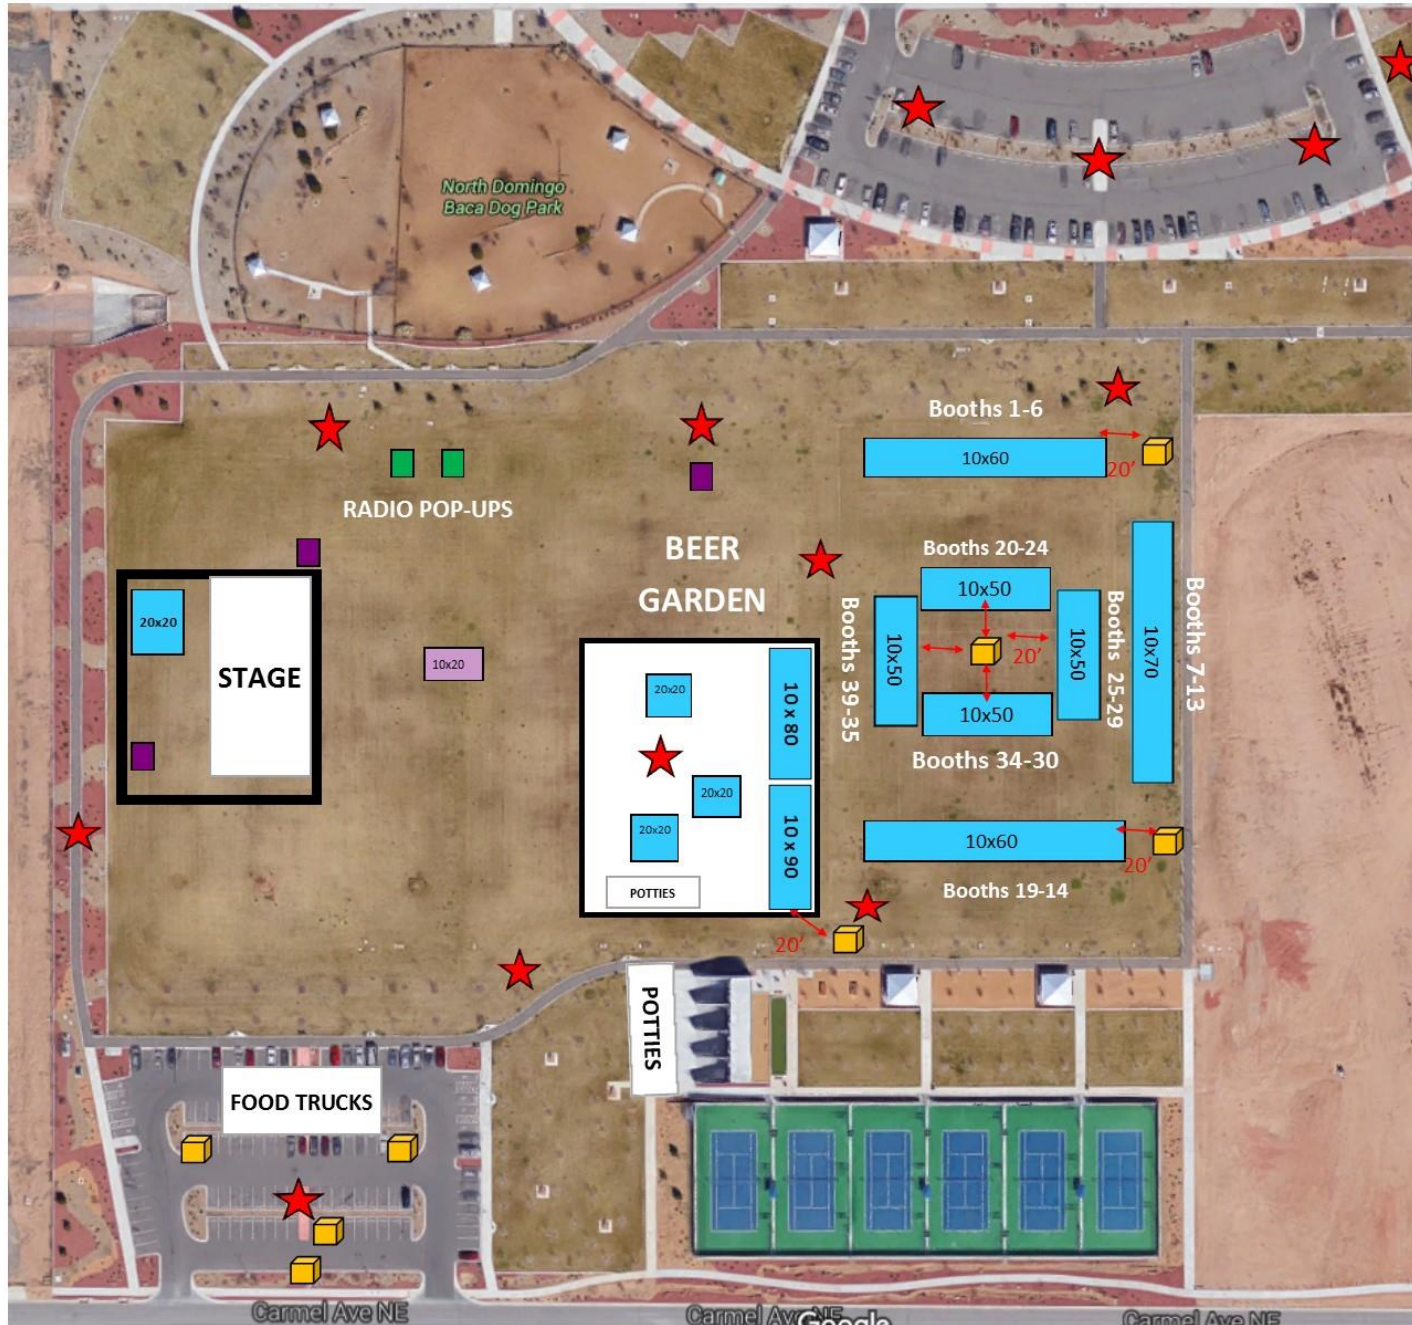 North Domingo
Baca Dog Park
Booths 1-6
10x60
20'
RADIO POP-UPS
BEER
GARDEN
Booths 20-24
10x50
20x20
STAGE
10x20
Booths 39-35
10x50
20'
10x50
Booths 25-29
10x70
Booths 7-13
10x50
Booths 34-30
20x20
10 x 80
20x20
20x20
10 x 90
POTTIES
10x60
20'
Booths 19-14
20'
POTTIES
FOOD TRUCKS
Carmel Ave NE
Carmel Ave NE
Google
Carmel Ave NE